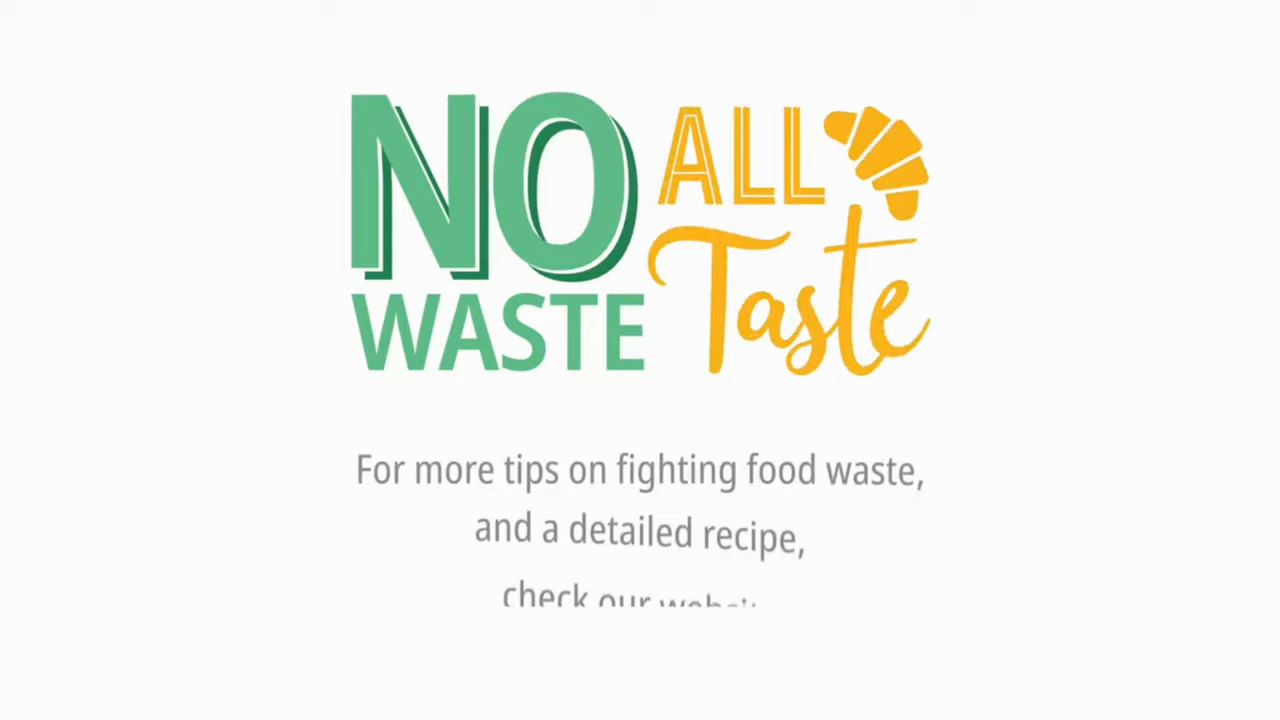 NO
WASTE
ALL
Taste
For more tips on fighting food waste,
and a detailed recipe,
check our